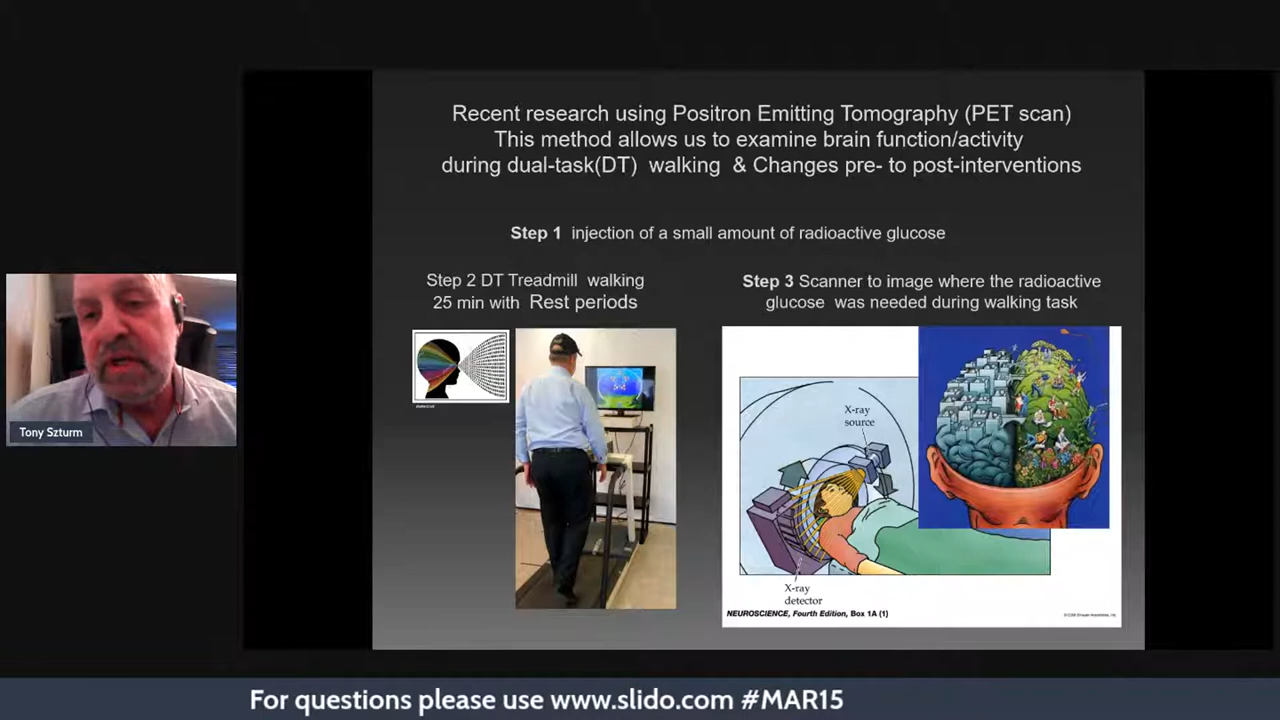 Recent research using Positron Emitting Tomography (PET scan)
This method allows us to examine brain function/activity
during dual-task(DT) walking & Changes pre- to post-interventions
Step 1 injection of a small amount of radioactive glucose
Step 2 DT Treadmill walking
25 min with Rest periods
Step 3 Scanner to image where the radioactive
glucose was needed during walking task
X-ray
source
X-ray
detector
NEUROSCIENCE, Fourth Edition, Box 1A (1)
Tony Szturm
For questions please use www.slido.com #MAR15